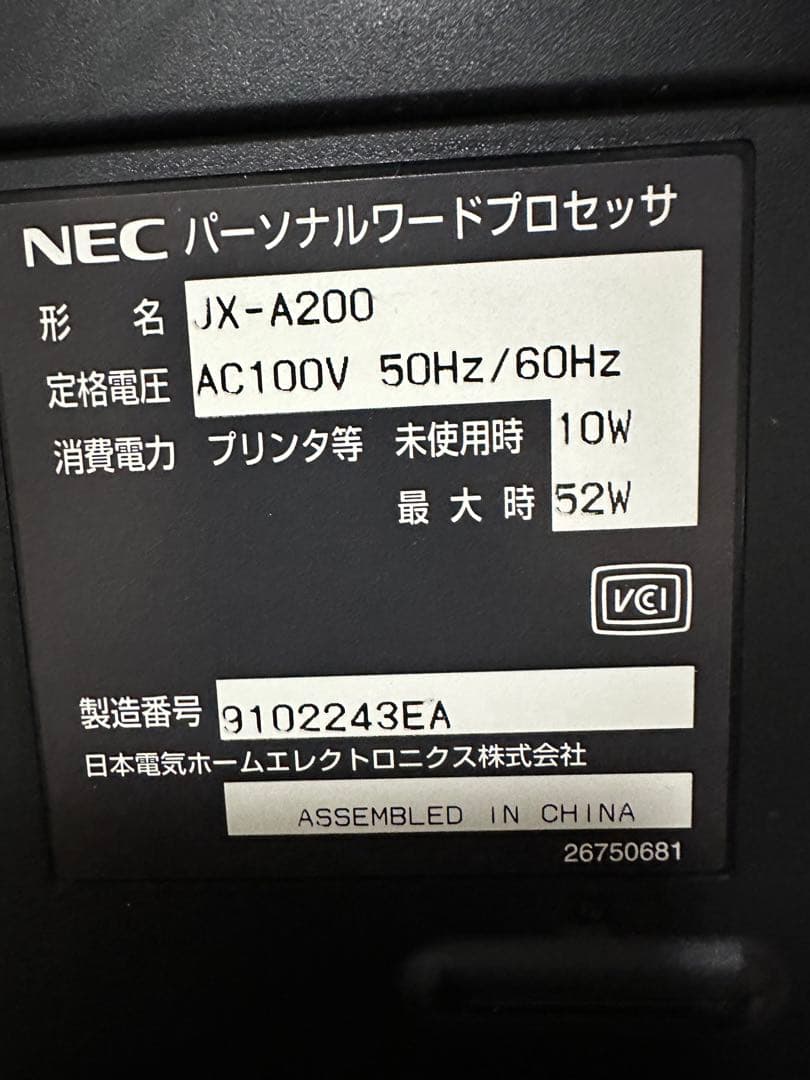 NEC パーソナルワードプロセッサ
形 名 JX-A200
定格電圧 AC100V 50Hz/60Hz
消費電力 プリンタ等 未使用時 10W
最大時 52W
VCCI
製造番号 9102243EA
日本電気ホームエレクトロニクス株式会社
ASSEMBLED IN CHINA
26750681